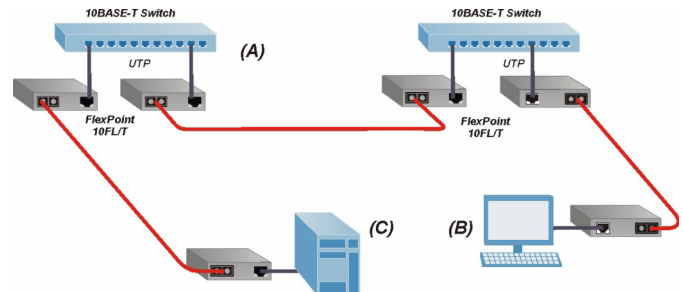 10BASE-T Switch
10BASE-T Switch
(A)
UTP
UTP
FlexPoint
10FL/T
FlexPoint
10FL/T
(C)
(B)